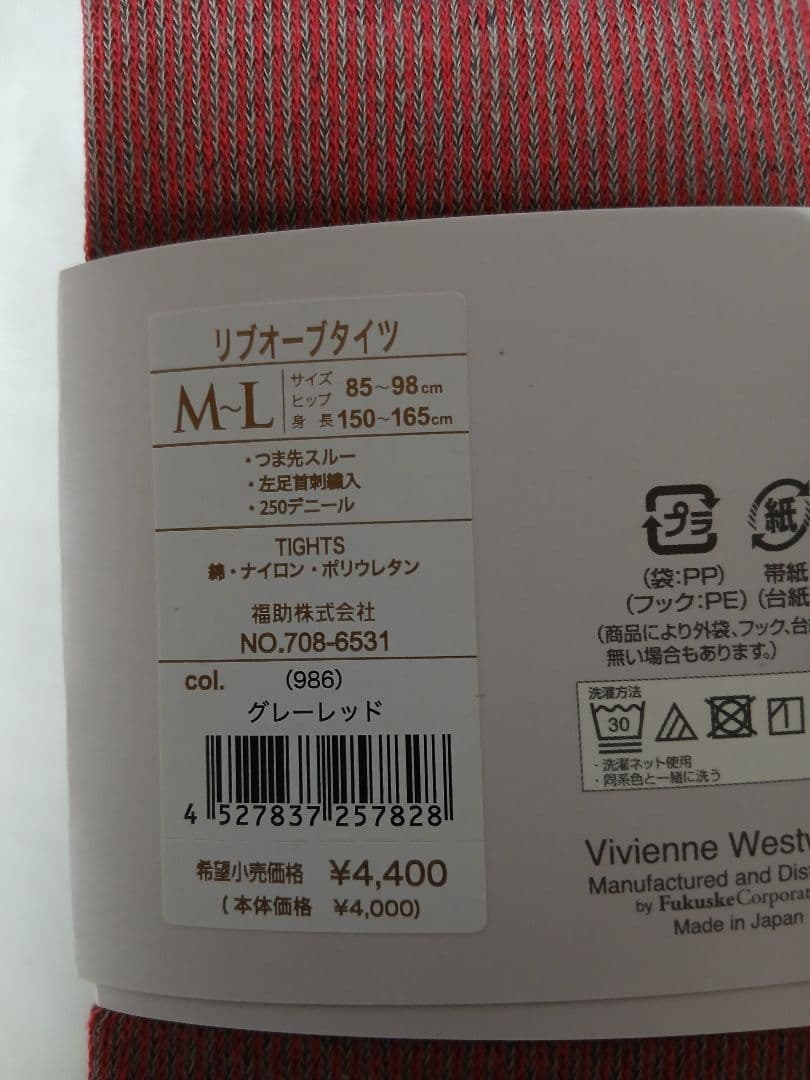 リブオーブタイツ
M~L
サイズ
ヒップ 85~98cm
身 長 150~165cm
・つま先スルー
・左足首刺繍入
・250デニール
TIGHTS
綿・ナイロン・ポリウレタン
福助株式会社
NO.708-6531
col. (986)
グレーレッド
4 527837 257828
希望小売価格 ¥4,400
(本体価格 ¥4,000)
プラ
紙
(袋:PP)
(フック:PE)
帯紙
(台紙
(商品により外袋、フック、台
無い場合もあります。)
洗濯方法
30
・洗濯ネット使用
・同系色と一緒に洗う
Vivienne
Manufactured and
by Fukuske
Made in Japan